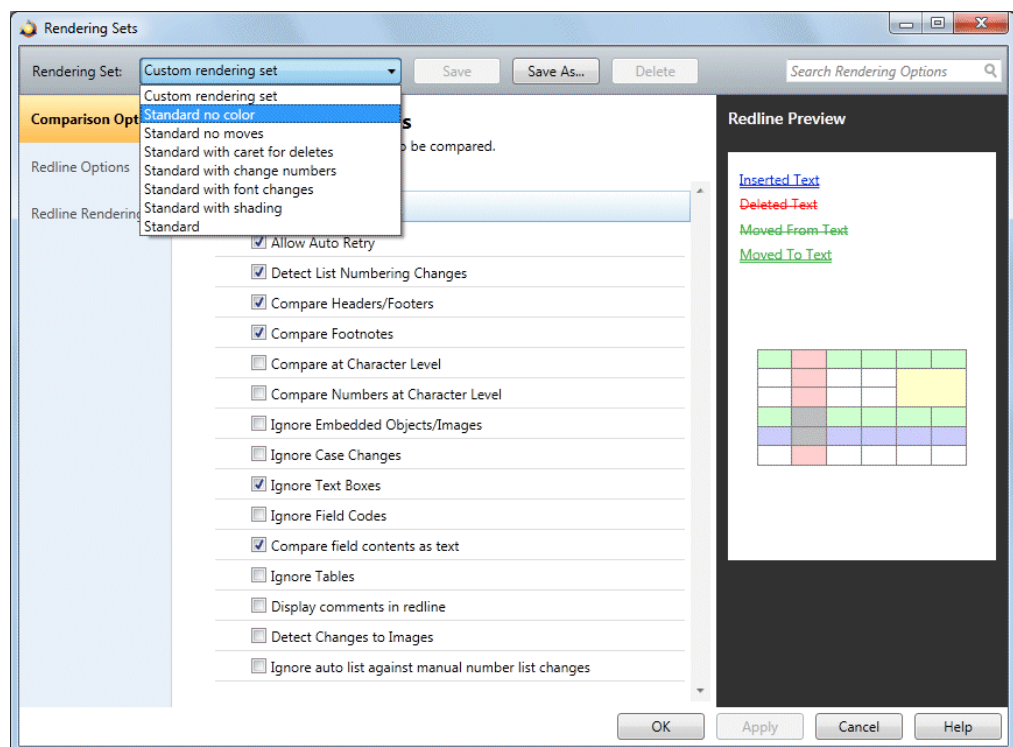 Rendering Sets
Rendering Set: Custom rendering set Save Save As... Delete Search Rendering Options
Custom rendering set
Standard no color
Standard no moves
Standard with caret for deletes
Standard with change numbers
Standard with font changes
Standard with shading
Standard
Comparison Opt
Redline Options
Redline Rendering
s
be compared.
Allow Auto Retry
Detect List Numbering Changes
Compare Headers/Footers
Compare Footnotes
Compare at Character Level
Compare Numbers at Character Level
Ignore Embedded Objects/Images
Ignore Case Changes
Ignore Text Boxes
Ignore Field Codes
Compare field contents as text
Ignore Tables
Display comments in redline
Detect Changes to Images
Ignore auto list against manual number list changes
Redline Preview
Inserted Text
Deleted Text
Moved From Text
Moved To Text
OK Apply Cancel Help